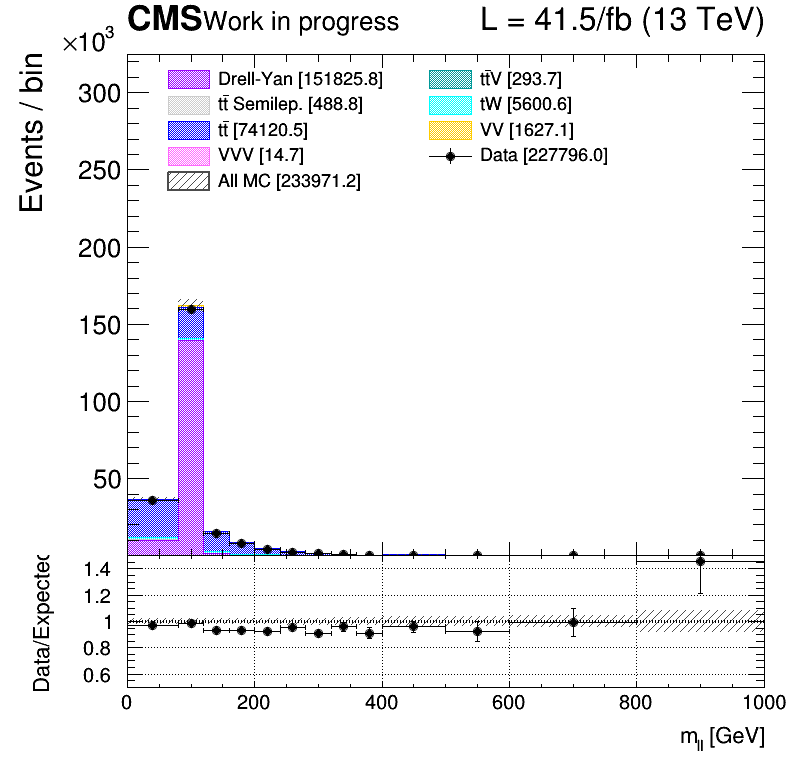 CMS Work in progress L = 41.5/fb (13 TeV)
×10³
Events / bin
300
250
200
150
100
50
Drell-Yan [151825.8]
tt̄ Semilep. [488.8]
tt̄ [74120.5]
VVV [14.7]
All MC [233971.2]
tt̄V [293.7]
tW [5600.6]
VV [1627.1]
Data [227796.0]
Data/Expected
1.4
1.2
1
0.8
0.6
0 200 400 600 800 1000
m_ll [GeV]